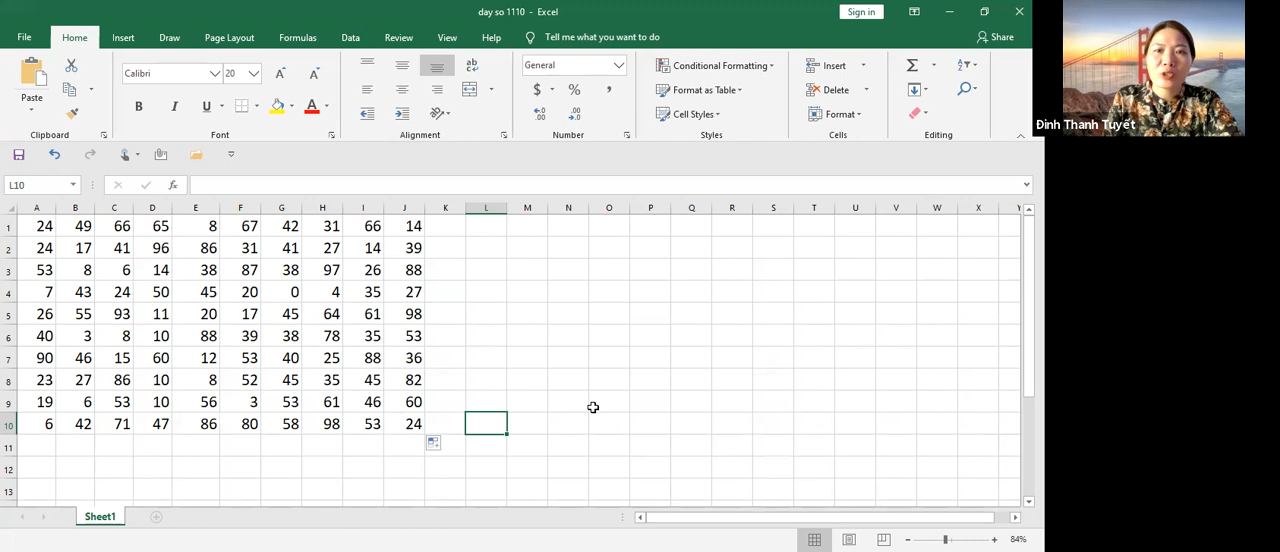 day so 1110 - Excel
Sign in
File Home Insert Draw Page Layout Formulas Data Review View Help Tell me what you want to do Share
Paste
Calibri 20
General
Conditional Formatting
Format as Table
Cell Styles
Insert
Delete
Format
Clipboard Font Alignment Number Styles Cells Editing
Đinh Thanh Tuyết
L10
A B C D E F G H I J K L M N O P Q R S T U V W X Y
1 24 49 66 65 8 67 42 31 66 14
2 24 17 41 96 86 31 41 27 14 39
3 53 8 6 14 38 87 38 97 26 88
4 7 43 24 50 45 20 0 4 35 27
5 26 55 93 11 20 17 45 64 61 98
6 40 3 8 10 88 39 38 78 35 53
7 90 46 15 60 12 53 40 25 88 36
8 23 27 86 10 8 52 45 35 45 82
9 19 6 53 10 56 3 53 61 46 60
10 6 42 71 47 86 80 58 98 53 24
11
12
13
Sheet1
84%